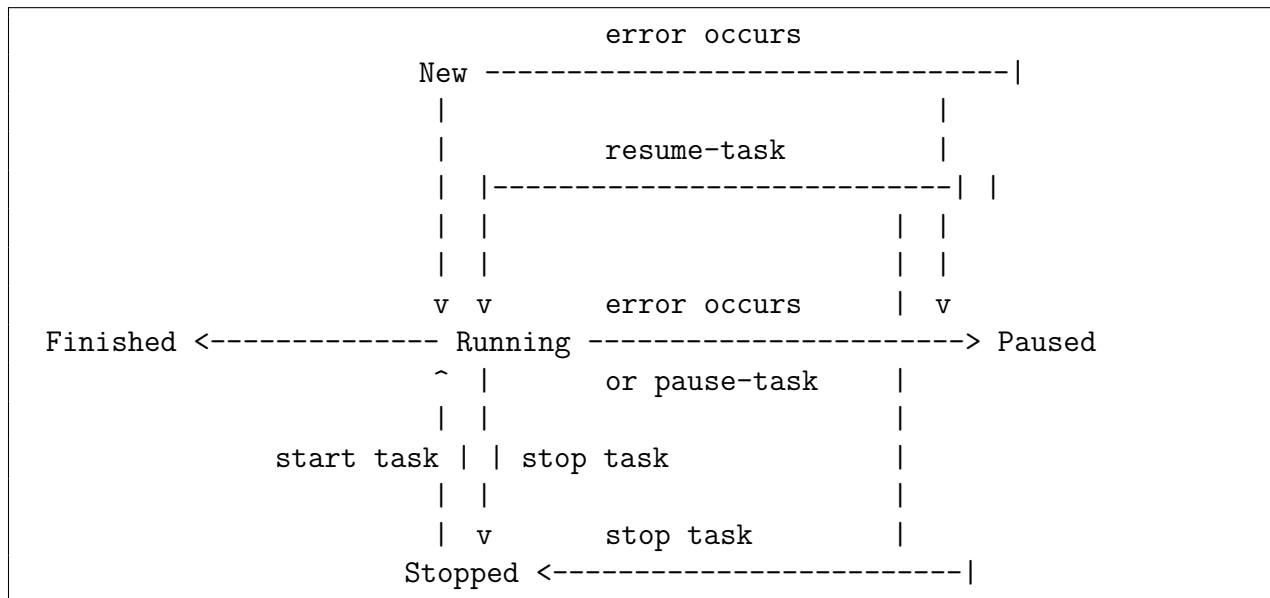 error occurs
New --------------------------------|
| |
| resume-task |
| |----------------------------| |
| | | |
| | | |
v v error occurs | v
Finished <-------------- Running -----------------------> Paused
^ | or pause-task |
| | |
start task | | stop task |
| | |
| v stop task |
Stopped <--------------------------|